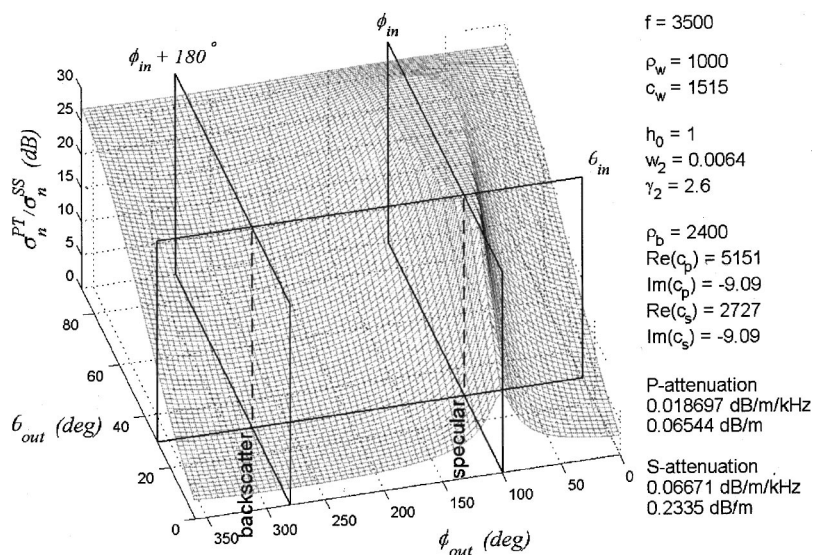 ϕin + 180°
ϕin
θin
σnPT/σnSS (dB)
30
25
20
15
10
5
0
80
60
40
20
0
θout (deg)
350
300
250
200
150
100
50
0
ϕout (deg)
backscatter
specular
f = 3500
ρw = 1000
cw = 1515
h0 = 1
w2 = 0.0064
γ2 = 2.6
ρb = 2400
Re(cp) = 5151
Im(cp) = -9.09
Re(cs) = 2727
Im(cs) = -9.09
P-attenuation
0.018697 dB/m/kHz
0.06544 dB/m
S-attenuation
0.06671 dB/m/kHz
0.2335 dB/m